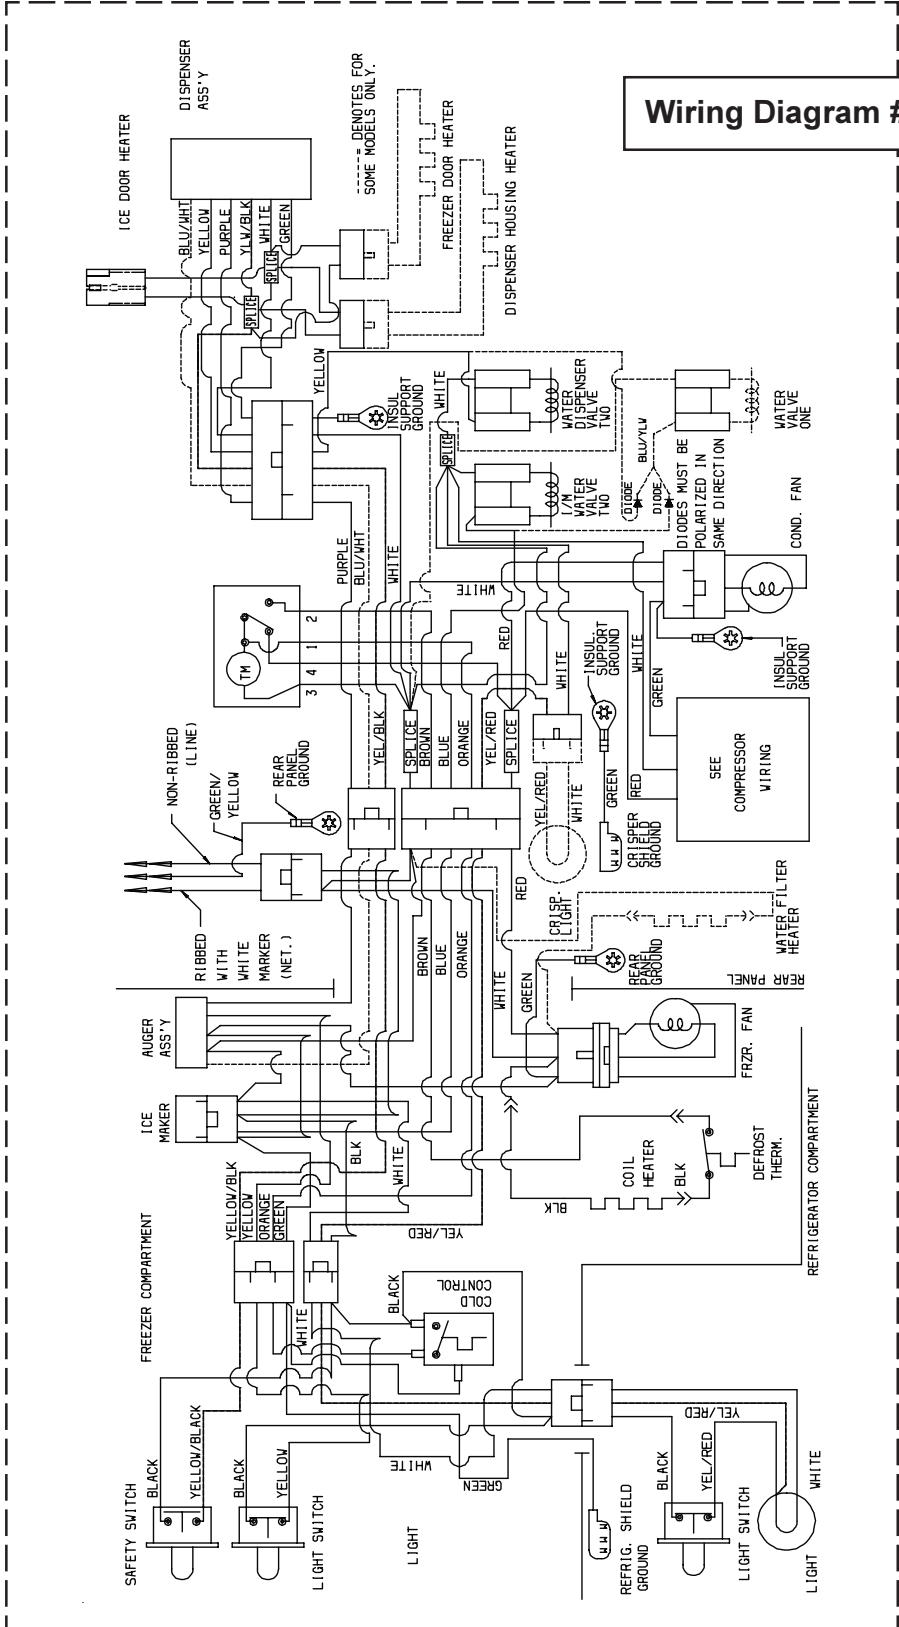 Wiring Diagram #
ICE DOOR HEATER
DISPENSER
ASS'Y
BLU/WHT
YELLOW
PURPLE
YLW/BLK
WHITE
GREEN
SPLICE
SPLICE
---- = DENOTES FOR
SOME MODELS ONLY.
FREEZER DOOR HEATER
DISPENSER HOUSING HEATER
YELLOW
INSUL
SUPPORT
GROUND
WHITE
SPLICE
WATER
DISPENSER
VALVE
TWO
I/M
WATER
VALVE
TWO
BLU/YLW
DIODE
DIODE
WATER
VALVE
ONE
DIODES MUST BE
POLARIZED IN
SAME DIRECTION
COND. FAN
PURPLE
BLU/WHT
WHITE
WHITE
TM
3
4
1
2
RED
WHITE
INSUL.
SUPPORT
GROUND
WHITE
GREEN
INSUL
SUPPORT
GROUND
NON-RIBBED
(LINE)
GREEN/
YELLOW
REAR
PANEL
GROUND
YEL/BLK
SPLICE
BROWN
BLUE
ORANGE
YEL/RED
SPLICE
YEL/RED
WHITE
GREEN
RED
SEE
COMPRESSOR
WIRING
CRISPER
SHIELD
GROUND
CRISP.
LIGHT
RED
RIBBED
WITH
WHITE
MARKER
(NET.)
BROWN
BLUE
ORANGE
WHITE
GREEN
REAR
PANEL
GROUND
WATER FILTER
HEATER
REAR PANEL
AUGER
ASS'Y
FRZR. FAN
ICE
MAKER
BLK
WHITE
YEL/RED
BLK
COIL
HEATER
BLK
DEFROST
THERM.
REFRIGERATOR COMPARTMENT
FREEZER COMPARTMENT
YELLOW/BLK
YELLOW
ORANGE
GREEN
WHITE
BLACK
COLD
CONTROL
SAFETY SWITCH
BLACK
YELLOW/BLACK
BLACK
YELLOW
LIGHT SWITCH
WHITE
GREEN
LIGHT
REFRIG. SHIELD
GROUND
YEL/RED
BLACK
YEL/RED
LIGHT SWITCH
WHITE
LIGHT